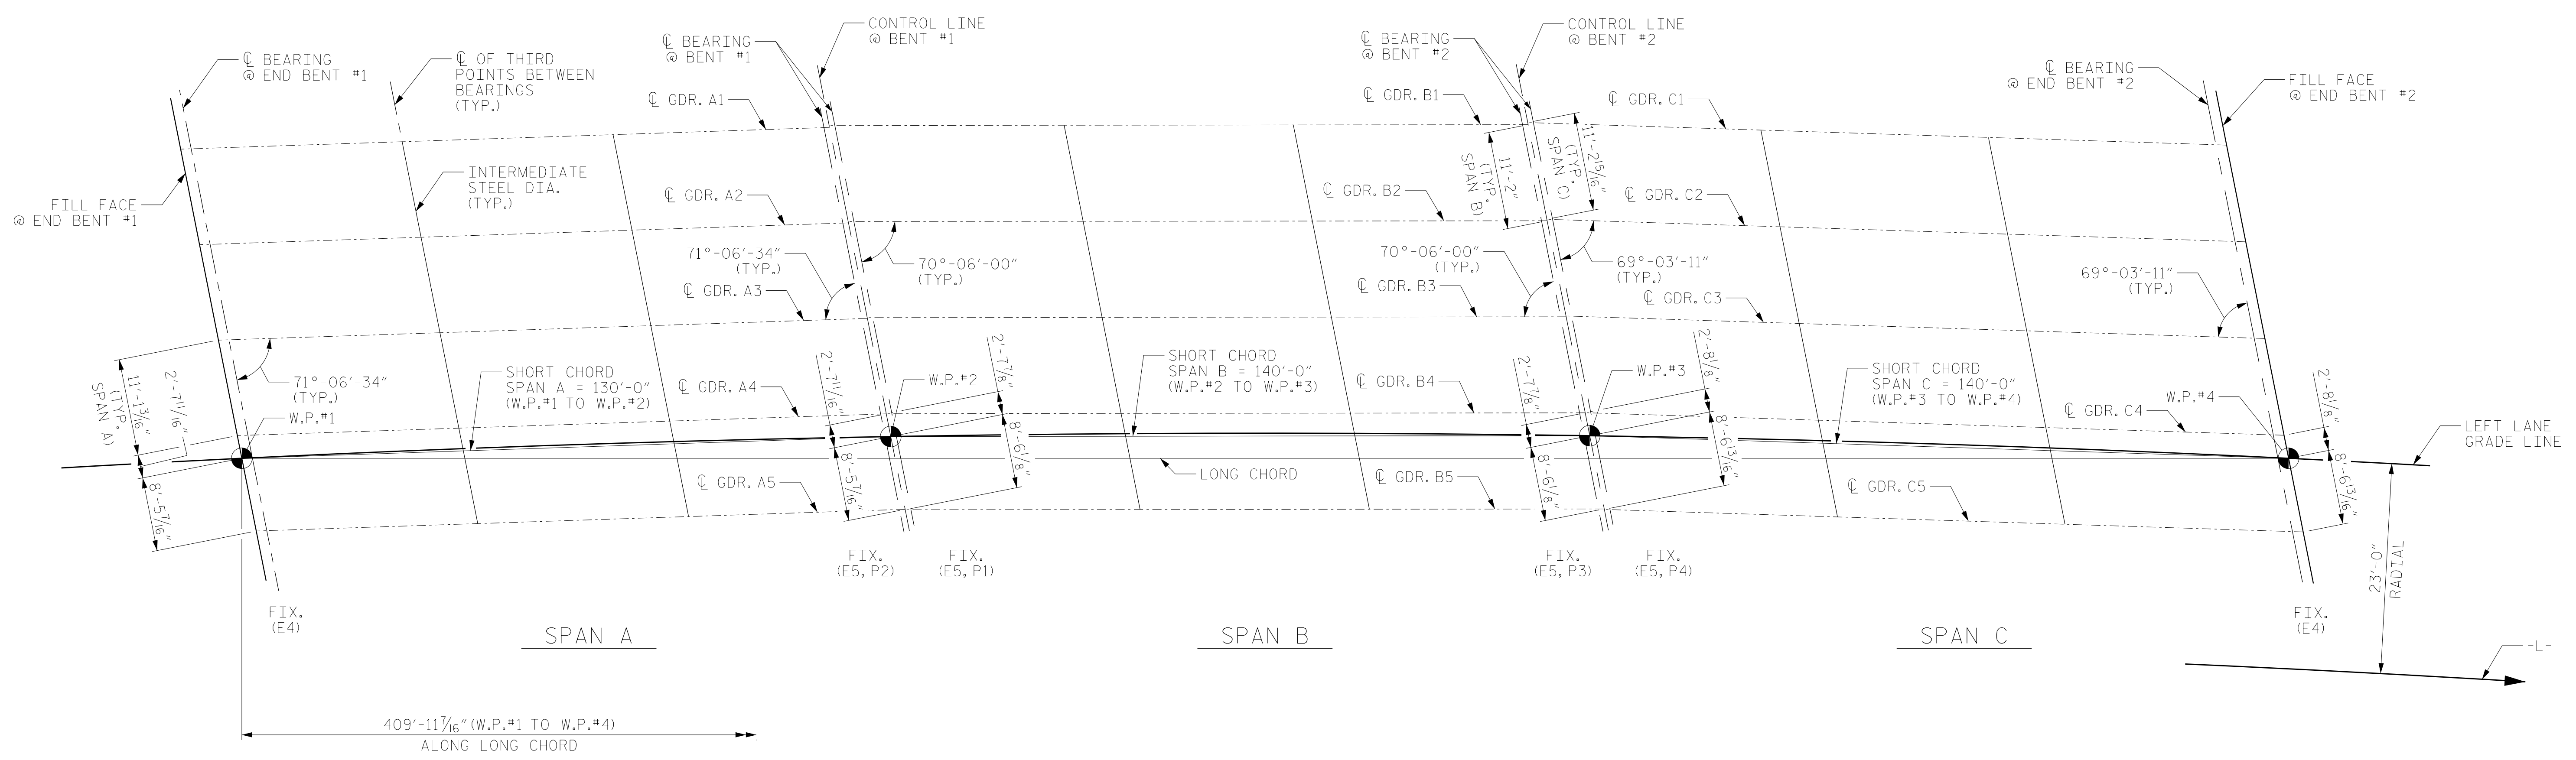 ℄ BEARING
@ END BENT #1
℄ OF THIRD
POINTS BETWEEN
BEARINGS
(TYP.)
℄ BEARING
@ BENT #1
CONTROL LINE
@ BENT #1
℄ BEARING
@ BENT #2
CONTROL LINE
@ BENT #2
℄ BEARING
@ END BENT #2
FILL FACE
@ END BENT #2
℄ GDR. A1
℄ GDR. B1
℄ GDR. C1
11'-2"
(TYP.
SPAN B)
11'-2 15/16"
(TYP.
SPAN C)
INTERMEDIATE
STEEL DIA.
(TYP.)
FILL FACE
@ END BENT #1
℄ GDR. A2
℄ GDR. B2
℄ GDR. C2
71°-06'-34"
(TYP.)
70°-06'-00"
(TYP.)
70°-06'-00"
(TYP.)
69°-03'-11"
(TYP.)
69°-03'-11"
(TYP.)
℄ GDR. A3
℄ GDR. B3
℄ GDR. C3
11'-1 3/16"
(TYP.
SPAN A)
2'-7 11/16"
8'-5 7/16"
71°-06'-34"
(TYP.)
W.P.#1
SHORT CHORD
SPAN A = 130'-0"
(W.P.#1 TO W.P.#2)
℄ GDR. A4
2'-7 11/16"
8'-5 7/16"
W.P.#2
2'-7 7/8"
8'-6 1/8"
SHORT CHORD
SPAN B = 140'-0"
(W.P.#2 TO W.P.#3)
℄ GDR. B4
2'-7 7/8"
8'-6 1/8"
W.P.#3
2'-8 1/8"
8'-6 13/16"
SHORT CHORD
SPAN C = 140'-0"
(W.P.#3 TO W.P.#4)
℄ GDR. C4
W.P.#4
2'-8 1/8"
8'-6 13/16"
LEFT LANE
GRADE LINE
LONG CHORD
℄ GDR. A5
℄ GDR. B5
℄ GDR. C5
FIX.
(E4)
FIX.
(E5, P2)
FIX.
(E5, P1)
FIX.
(E5, P3)
FIX.
(E5, P4)
FIX.
(E4)
23'-0"
RADIAL
SPAN A
SPAN B
SPAN C
-L-
409'-11 7/16" (W.P.#1 TO W.P.#4)
ALONG LONG CHORD